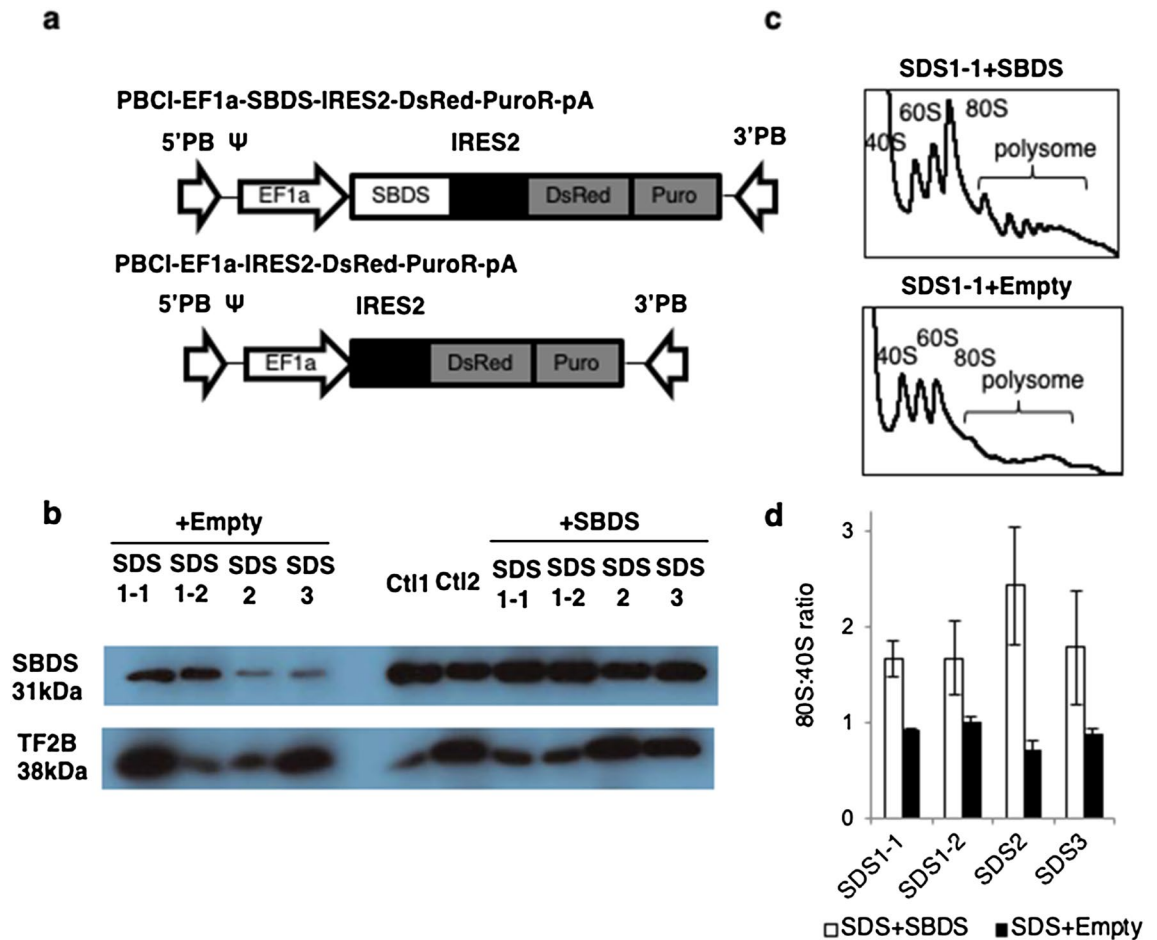 a
PBCI-EF1a-SBDS-IRES2-DsRed-PuroR-pA
5'PB Ψ IRES2 3'PB
EF1a SBDS DsRed Puro
PBCI-EF1a-IRES2-DsRed-PuroR-pA
5'PB Ψ IRES2 3'PB
EF1a DsRed Puro
b
+Empty +SBDS
SDS SDS SDS SDS Ctl1 Ctl2 SDS SDS SDS SDS
1-1 1-2 2 3 1-1 1-2 2 3
SBDS
31kDa
TF2B
38kDa
c
SDS1-1+SBDS
40S 60S 80S
polysome
SDS1-1+Empty
40S 60S 80S
polysome
d
80S:40S ratio
3
2
1
0
SDS1-1 SDS1-2 SDS2 SDS3
SDS+SBDS SDS+Empty